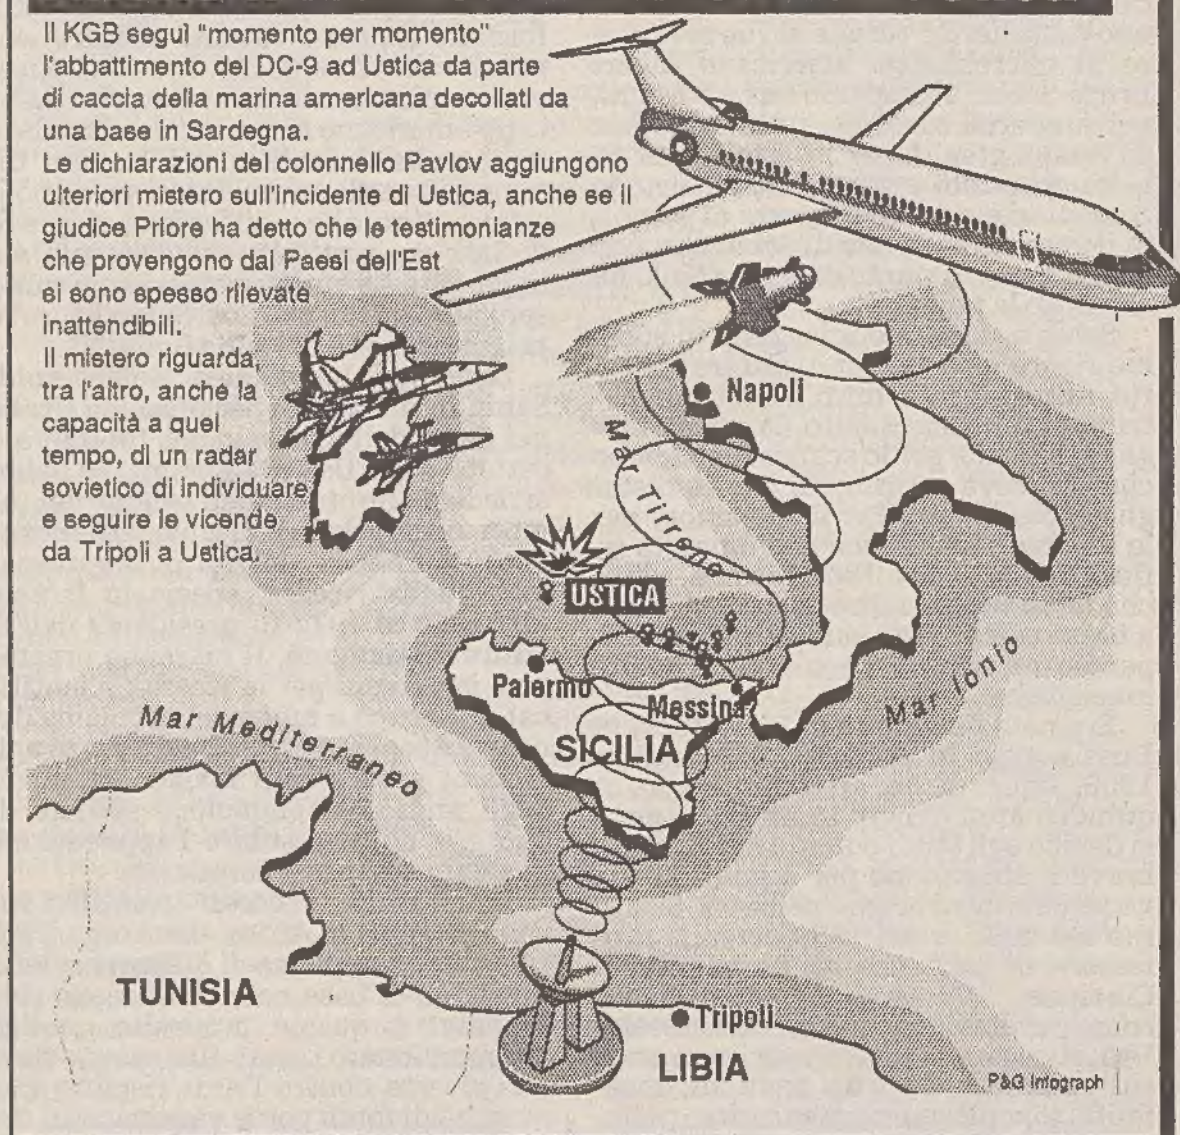 Il KGB seguì "momento per momento"
l'abbattimento del DC-9 ad Ustica da parte
di caccia della marina americana decollati da
una base in Sardegna.
Le dichiarazioni del colonnello Pavlov aggiungono
ulteriori mistero sull'incidente di Ustica, anche se il
giudice Priore ha detto che le testimonianze
che provengono dai Paesi dell'Est
si sono spesso rilevate
inattendibili.
Il mistero riguarda,
tra l'altro, anche la
capacità a quel
tempo, di un radar
sovietico di individuare
e seguire le vicende
da Tripoli a Ustica.
Napoli
Mar Tirreno
USTICA
Palermo
Messina
Mar Ionio
SICILIA
Mar Mediterraneo
TUNISIA
Tripoli
LIBIA
P&G Infograph